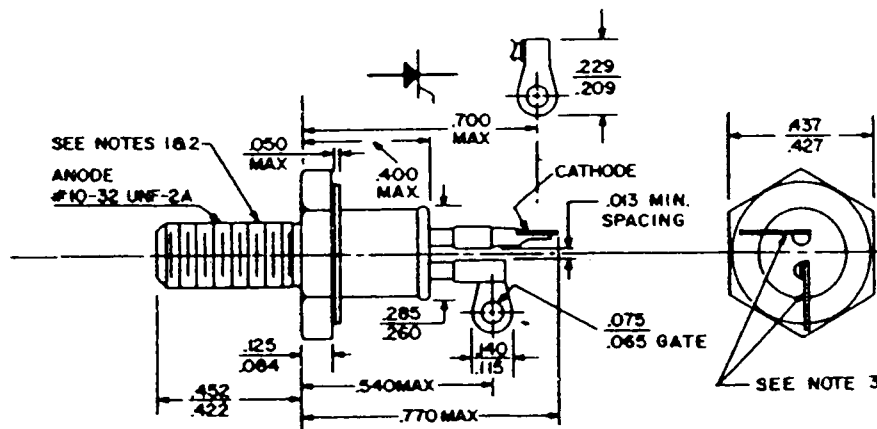 .229
.209
.700
MAX
.437
.427
.050
MAX
SEE NOTES 1&2
ANODE
#10-32 UNF-2A
.400
MAX.
CATHODE
.013 MIN.
SPACING
.285
.260
.075
.065 GATE
.125
.084
.140
.115
.540 MAX
SEE NOTE 3
.452
.422
.770 MAX